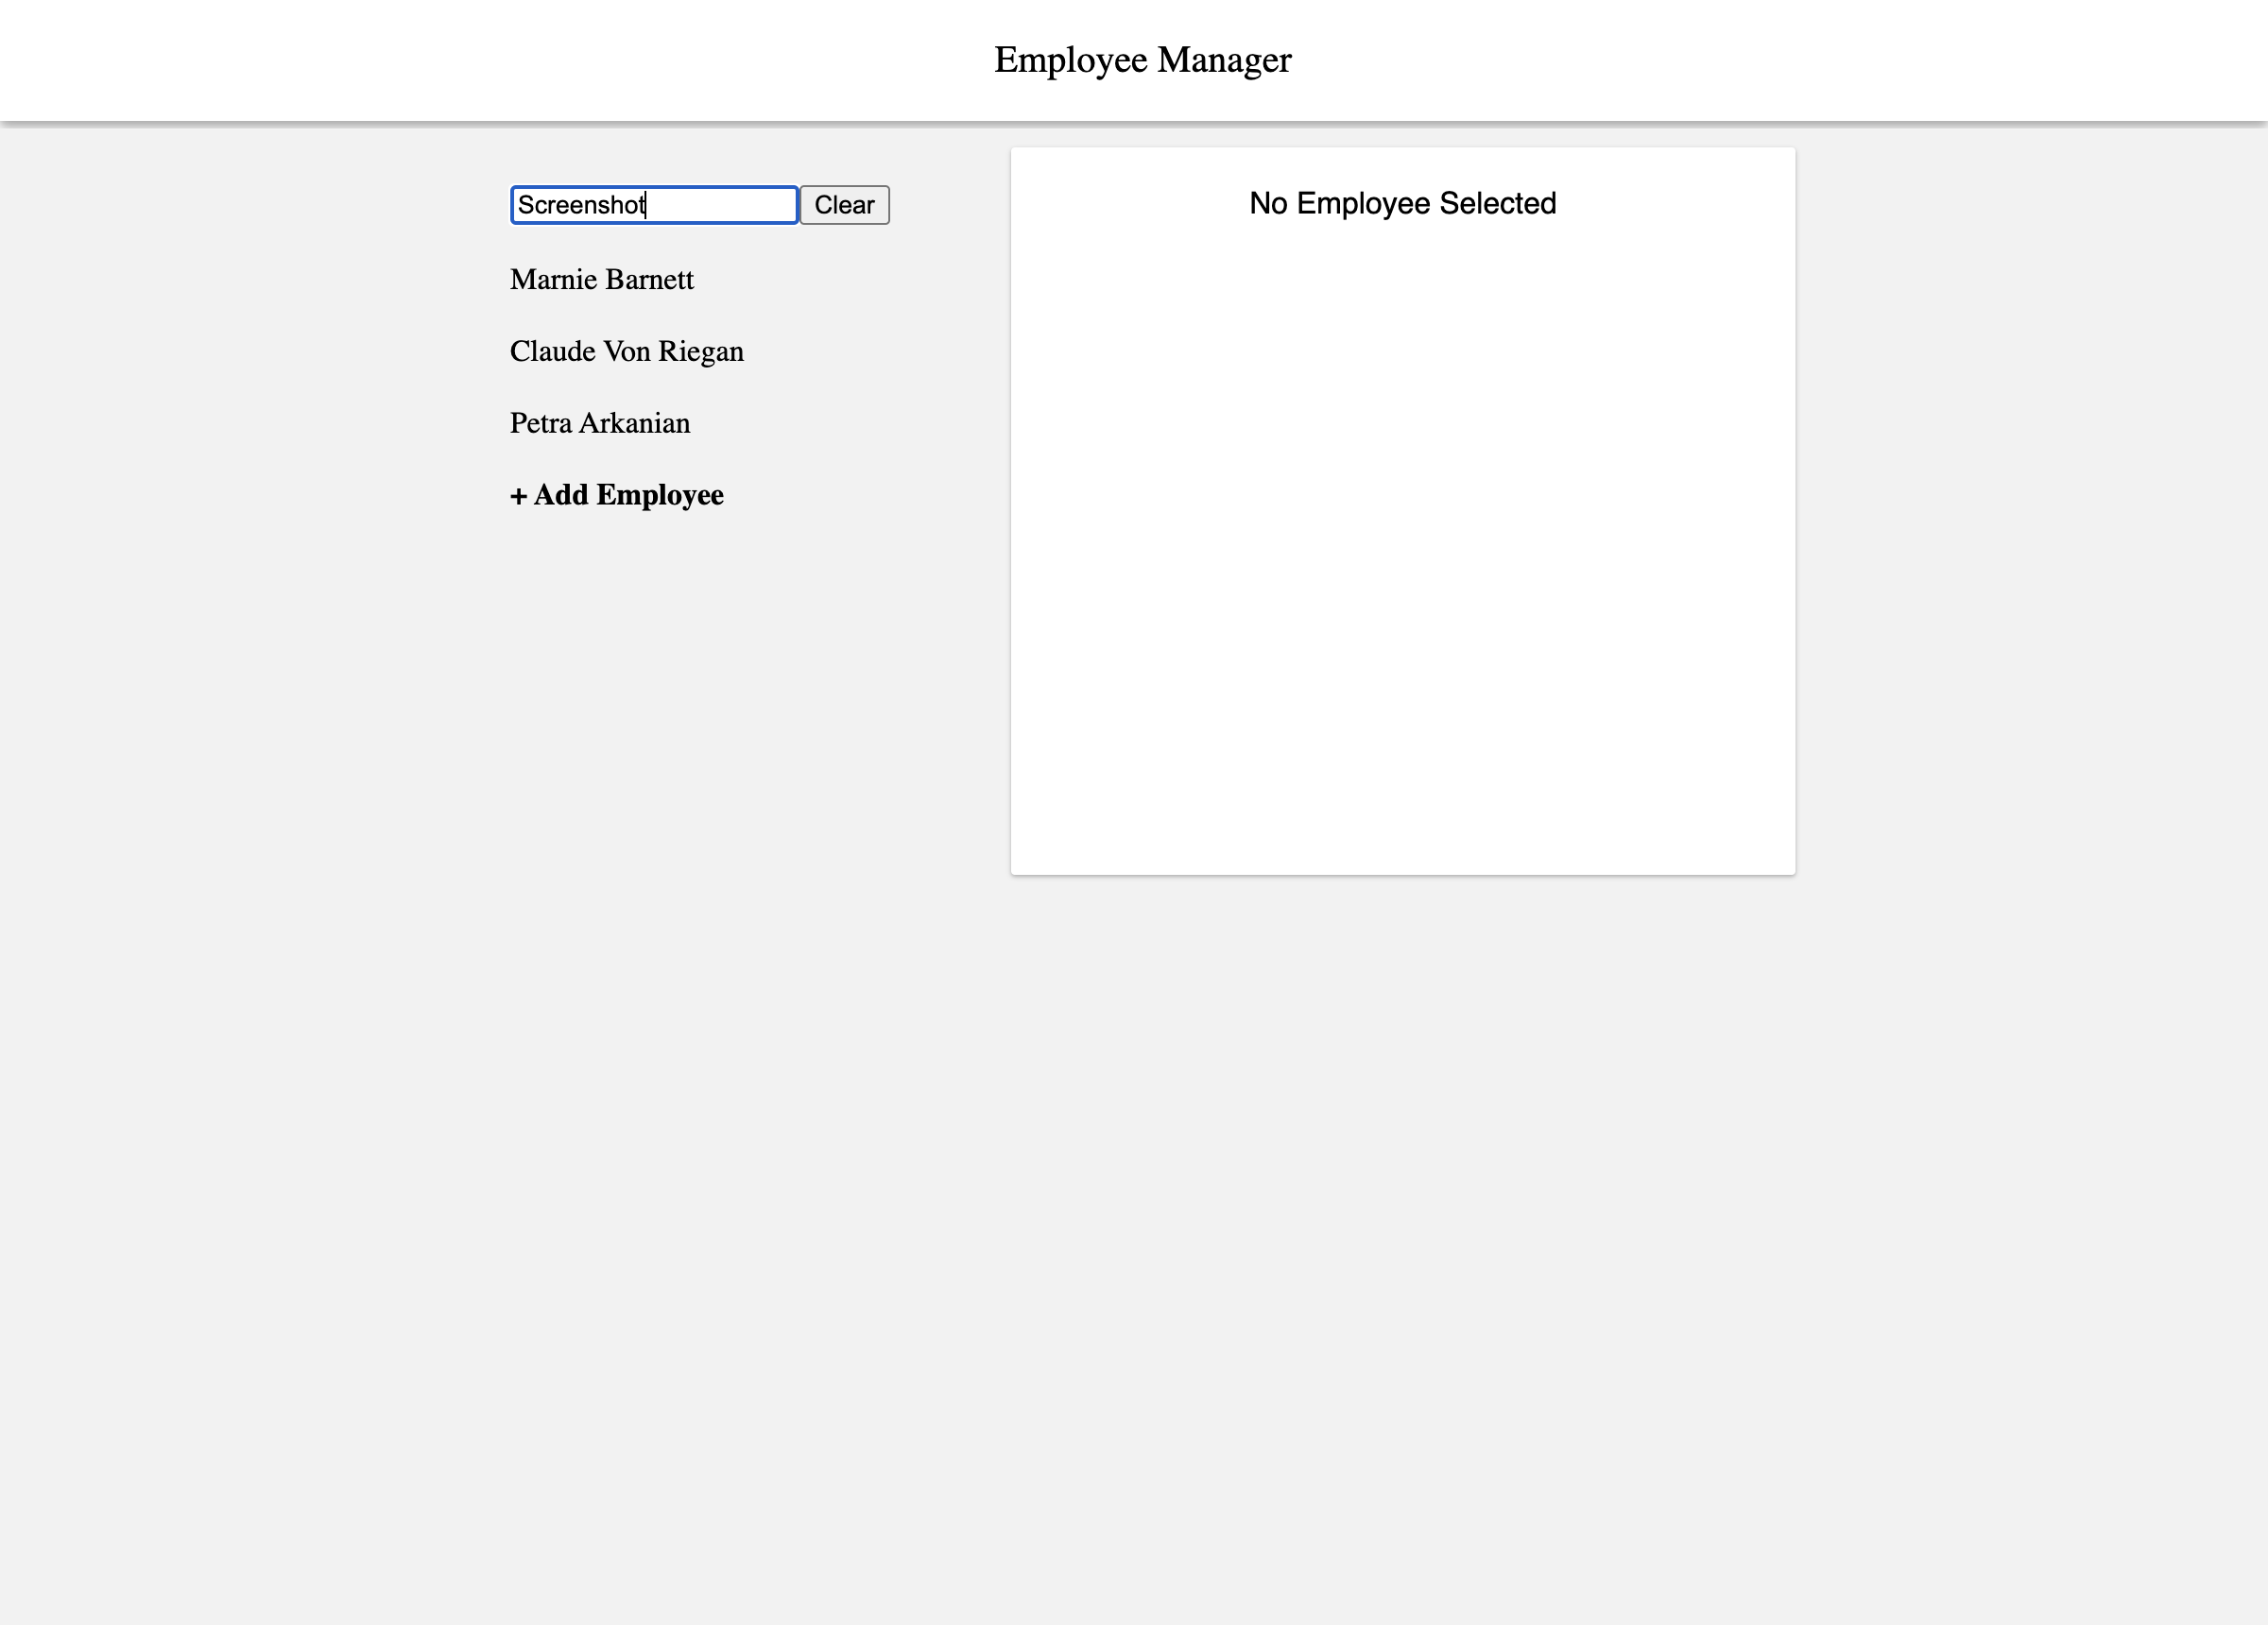 Employee Manager
Screenshot Clear
No Employee Selected
Marnie Barnett
Claude Von Riegan
Petra Arkanian
+ Add Employee